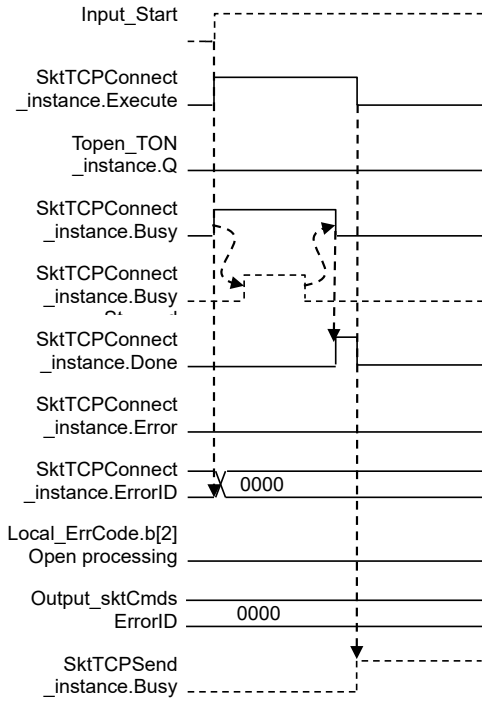 Input_Start
SktTCPConnect
_instance.Execute
Topen_TON
_instance.Q
SktTCPConnect
_instance.Busy
SktTCPConnect
_instance.Busy
SktTCPConnect
_instance.Done
SktTCPConnect
_instance.Error
SktTCPConnect
_instance.ErrorID
0000
Local_ErrCode.b[2]
Open processing
Output_sktCmds
ErrorID
0000
SktTCPSend
_instance.Busy